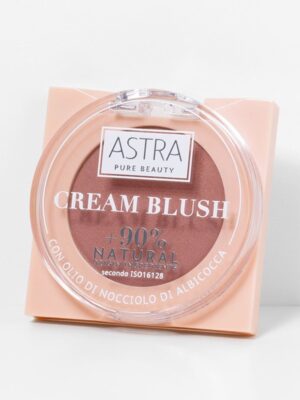 ASTRA
PURE BEAUTY
CREAM BLUSH
+90%
NATURAL
secondo ISO16128
CON OLIO DI NOCCIOLO DI ALBICOCCA